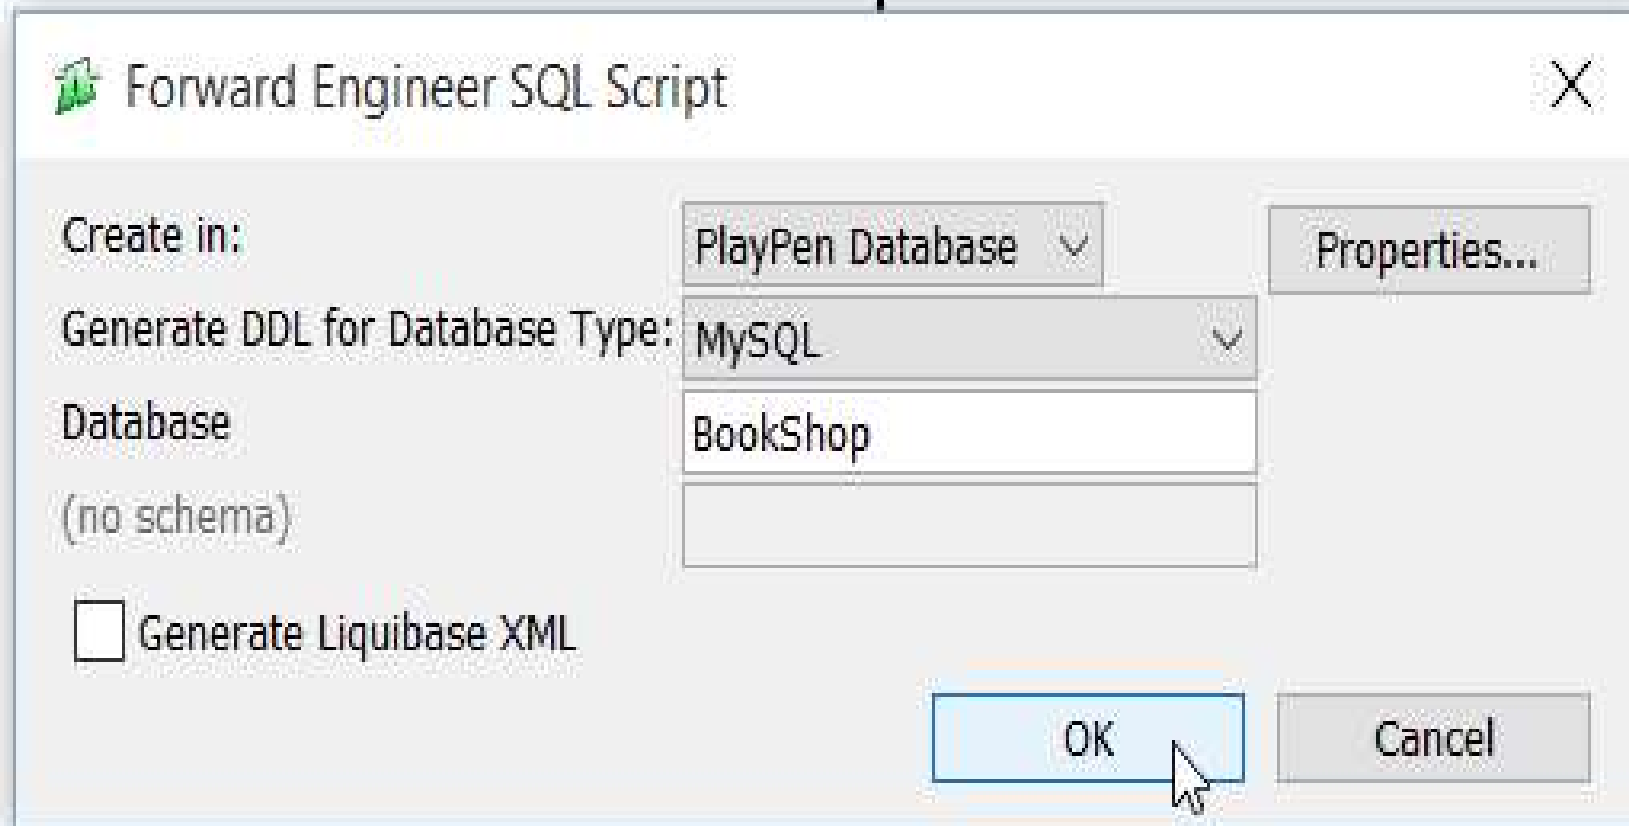 Forward Engineer SQL Script
Create in: PlayPen Database Properties...
Generate DDL for Database Type: MySQL
Database BookShop
(no schema)
Generate Liquibase XML
OK Cancel